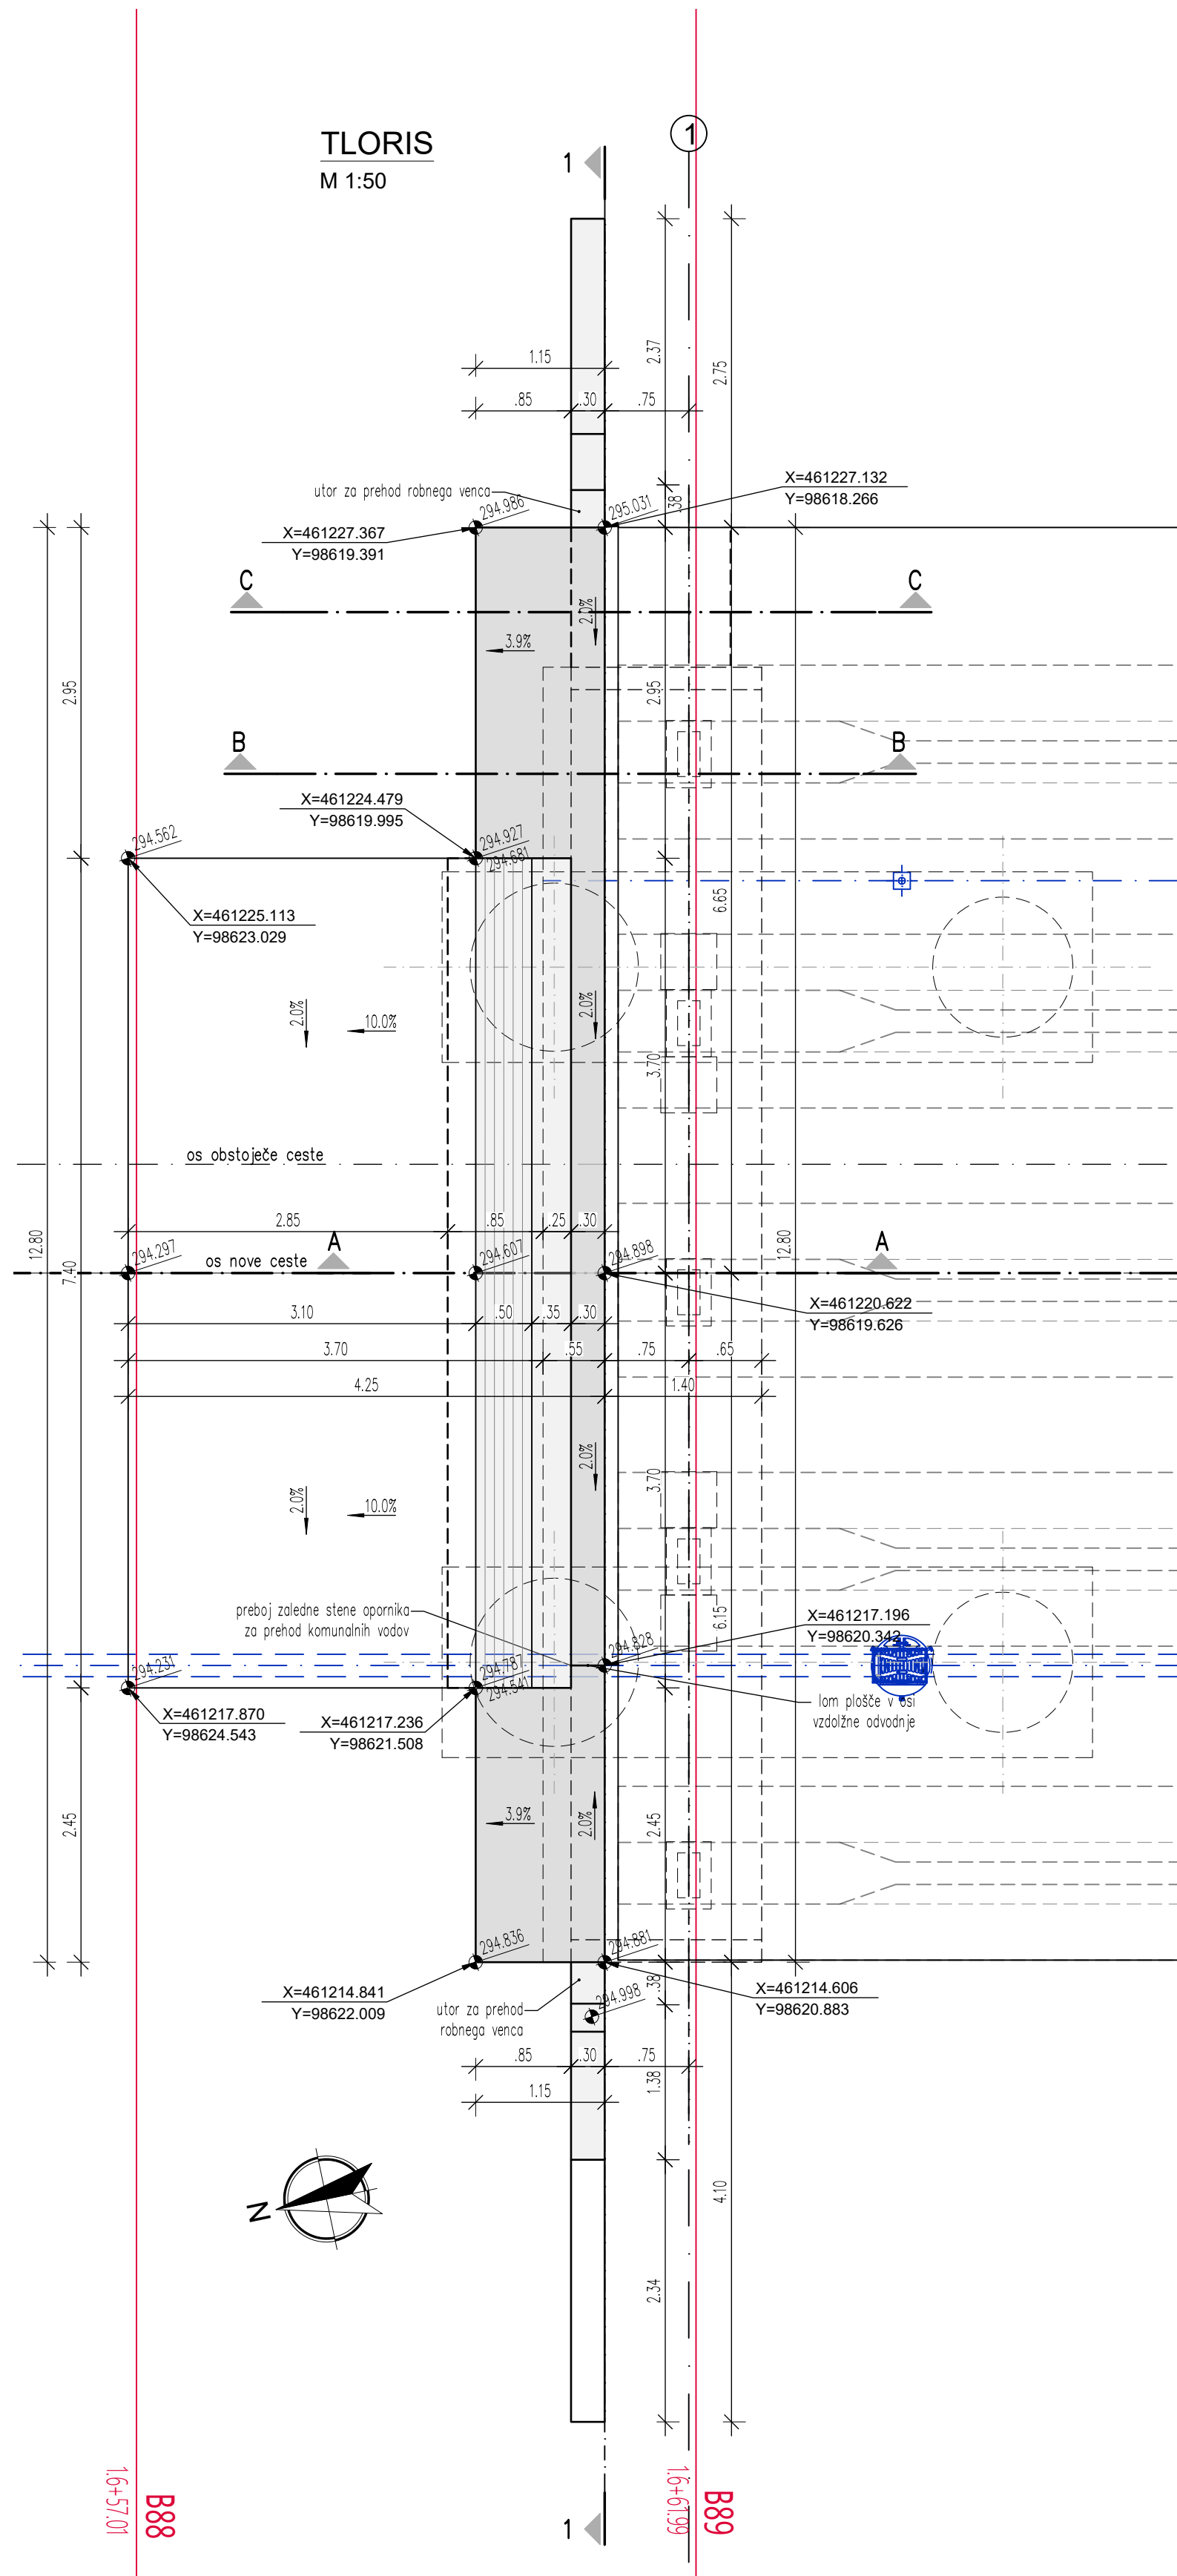 TLORIS
M 1:50
1
1
2.37
2.75
1.15
.85
.30
.75
utor za prehod robnega venca
294.986
295.031
.38
X=461227.132
Y=98618.266
X=461227.367
Y=98619.391
C
C
2.0%
3.9%
2.95
2.95
B
B
X=461224.479
Y=98619.995
294.562
294.927
294.681
6.65
X=461225.113
Y=98623.029
2.0%
10.0%
2.0%
3.70
os obstoječe ceste
2.85
.85
.25
.30
12.80
7.40
12.80
294.297
os nove ceste
A
294.607
294.898
A
X=461220.622
Y=98619.626
3.10
.50
.35
.30
3.70
.55
.75
.65
4.25
1.40
2.0%
3.70
2.0%
10.0%
preboj zaledne stene opornika
za prehod komunalnih vodov
6.15
X=461217.196
Y=98620.342
294.828
294.231
294.787
294.541
lom plošče v osi
vzdolžne odvodnje
X=461217.870
Y=98624.543
X=461217.236
Y=98621.508
2.45
3.9%
2.0%
2.45
294.836
294.881
X=461214.841
Y=98622.009
.38
294.998
X=461214.606
Y=98620.883
utor za prehod
robnega venca
.85
.30
.75
1.38
1.15
N
4.10
2.34
1.6+57.01
B88
1.6+61.99
B89
1